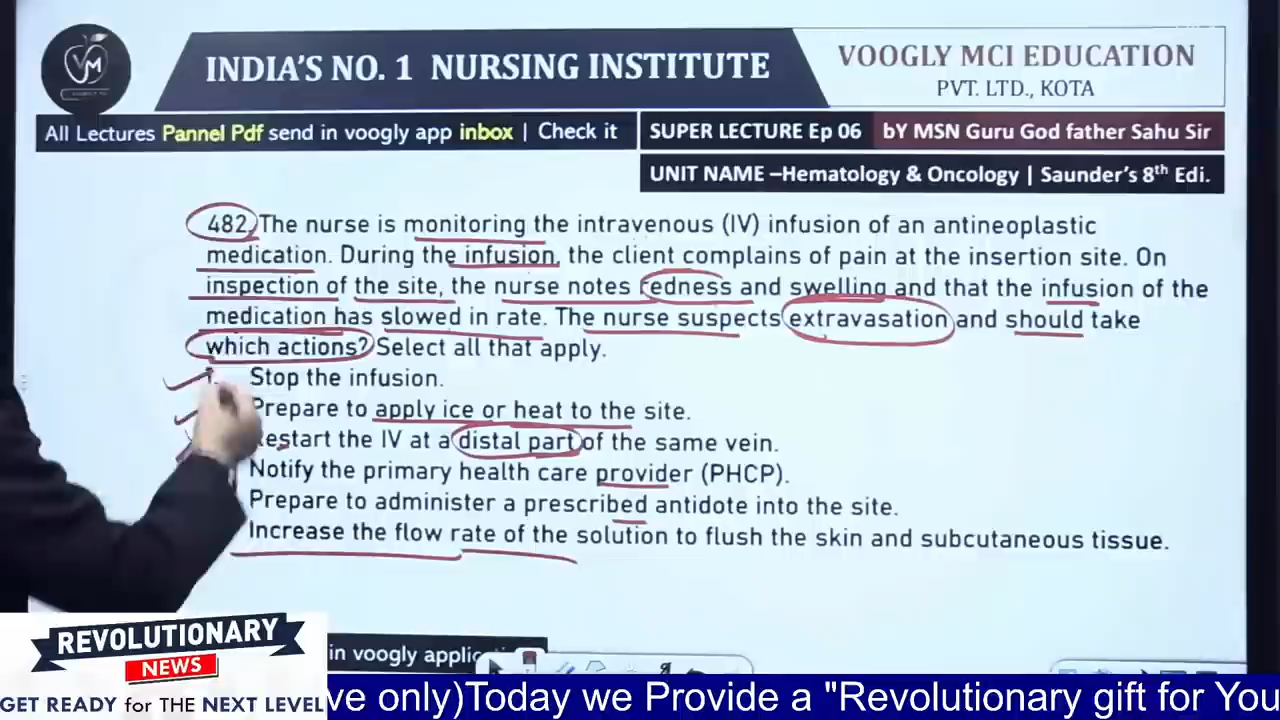 INDIA'S NO. 1 NURSING INSTITUTE
VOOGLY MCI EDUCATION
PVT. LTD., KOTA
VM
All Lectures Pannel Pdf send in voogly app inbox | Check it
SUPER LECTURE Ep 06 bY MSN Guru God father Sahu Sir
UNIT NAME –Hematology & Oncology | Saunder's 8th Edi.
482. The nurse is monitoring the intravenous (IV) infusion of an antineoplastic
medication. During the infusion, the client complains of pain at the insertion site. On
inspection of the site, the nurse notes redness and swelling and that the infusion of the
medication has slowed in rate. The nurse suspects extravasation and should take
which actions? Select all that apply.
1. Stop the infusion.
Prepare to apply ice or heat to the site.
Restart the IV at a distal part of the same vein.
Notify the primary health care provider (PHCP).
Prepare to administer a prescribed antidote into the site.
Increase the flow rate of the solution to flush the skin and subcutaneous tissue.
in voogly applic
REVOLUTIONARY
NEWS
GET READY for THE NEXT LEVEL
ve only)Today we Provide a "Revolutionary gift for You